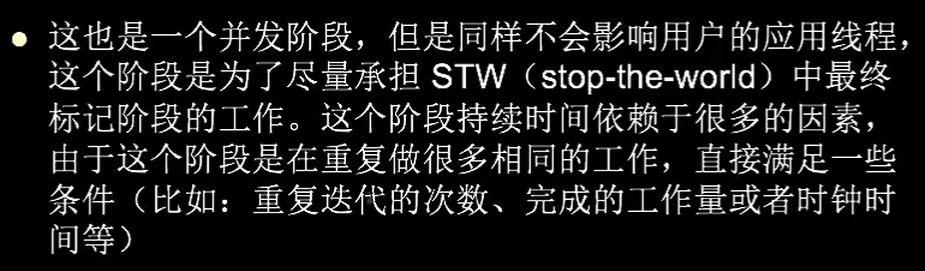 ● 这也是一个并发阶段，但是同样不会影响用户的应用线程，
这个阶段是为了尽量承担 STW（stop-the-world）中最终
标记阶段的工作。这个阶段持续时间依赖于很多的因素，
由于这个阶段是在重复做很多相同的工作，直接满足一些
条件（比如：重复迭代的次数、完成的工作量或者时钟时
间等）